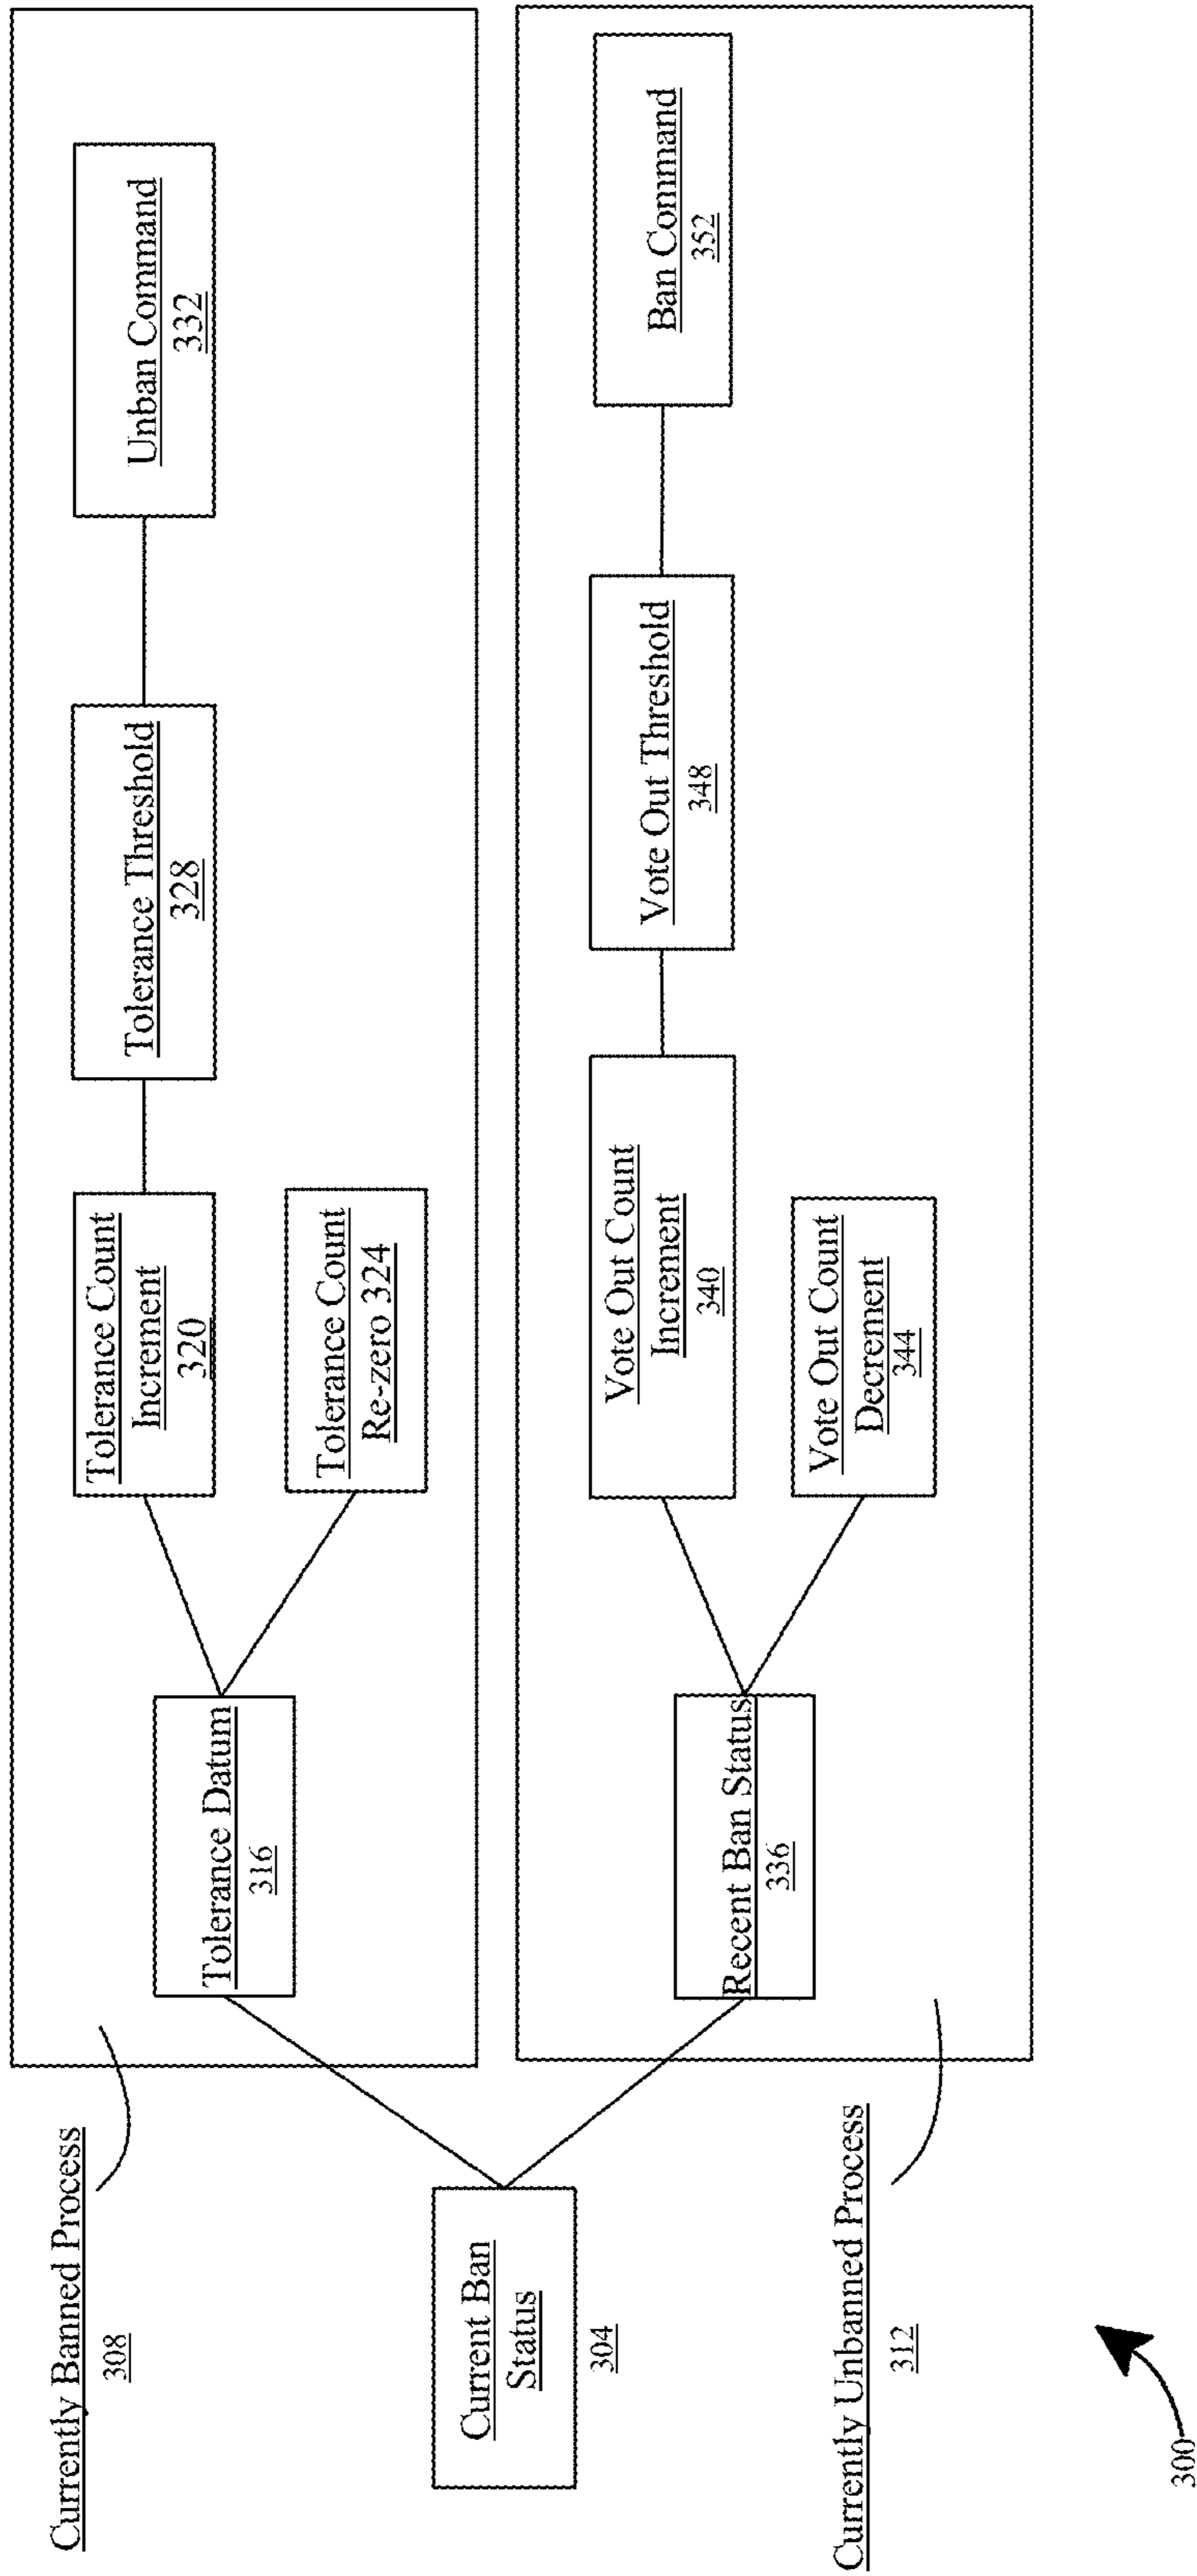 Currently Banned Process
308
Current Ban
Status
304
Currently Unbanned Process
312
300
Tolerance Datum
316
Tolerance Count
Increment
320
Tolerance Count
Re-zero 324
Tolerance Threshold
328
Unban Command
332
Recent Ban Status
336
Vote Out Count
Increment
340
Vote Out Count
Decrement
344
Vote Out Threshold
348
Ban Command
352